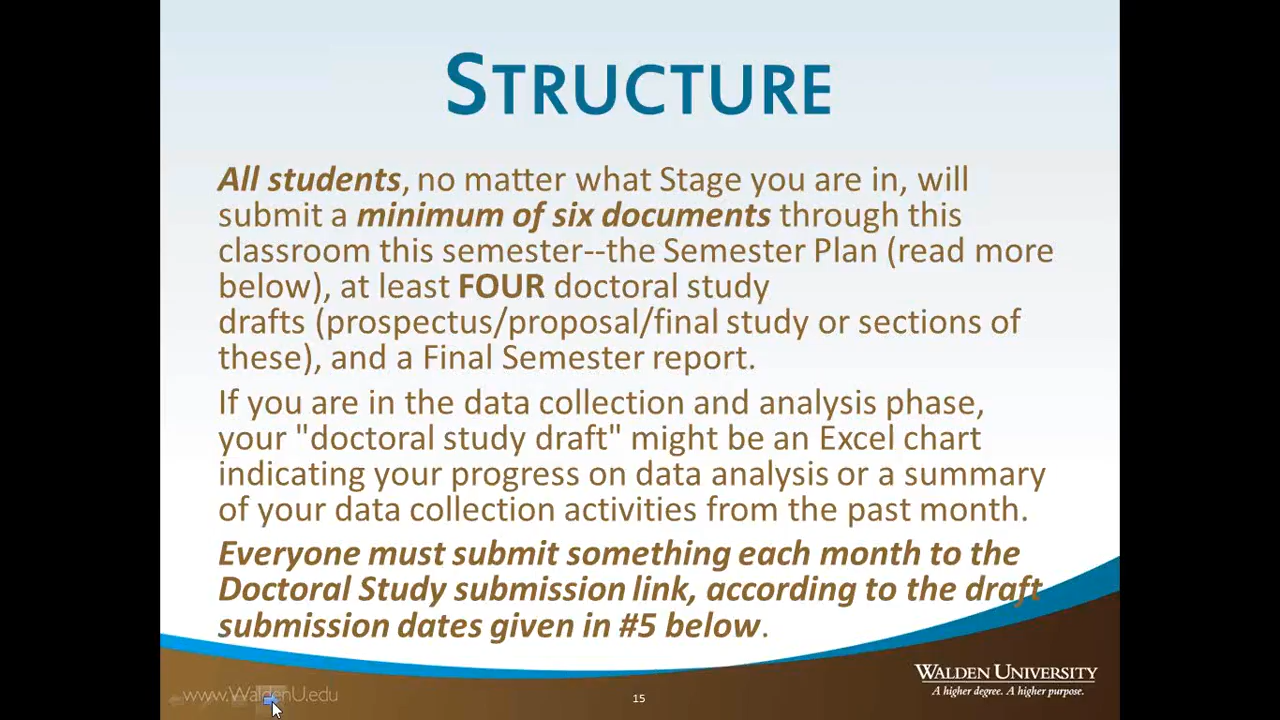 STRUCTURE
All students, no matter what Stage you are in, will
submit a minimum of six documents through this
classroom this semester--the Semester Plan (read more
below), at least FOUR doctoral study
drafts (prospectus/proposal/final study or sections of
these), and a Final Semester report.
If you are in the data collection and analysis phase,
your "doctoral study draft" might be an Excel chart
indicating your progress on data analysis or a summary
of your data collection activities from the past month.
Everyone must submit something each month to the
Doctoral Study submission link, according to the draft
submission dates given in #5 below.
WALDEN UNIVERSITY
A higher degree. A higher purpose.
www.WaldenU.edu
15